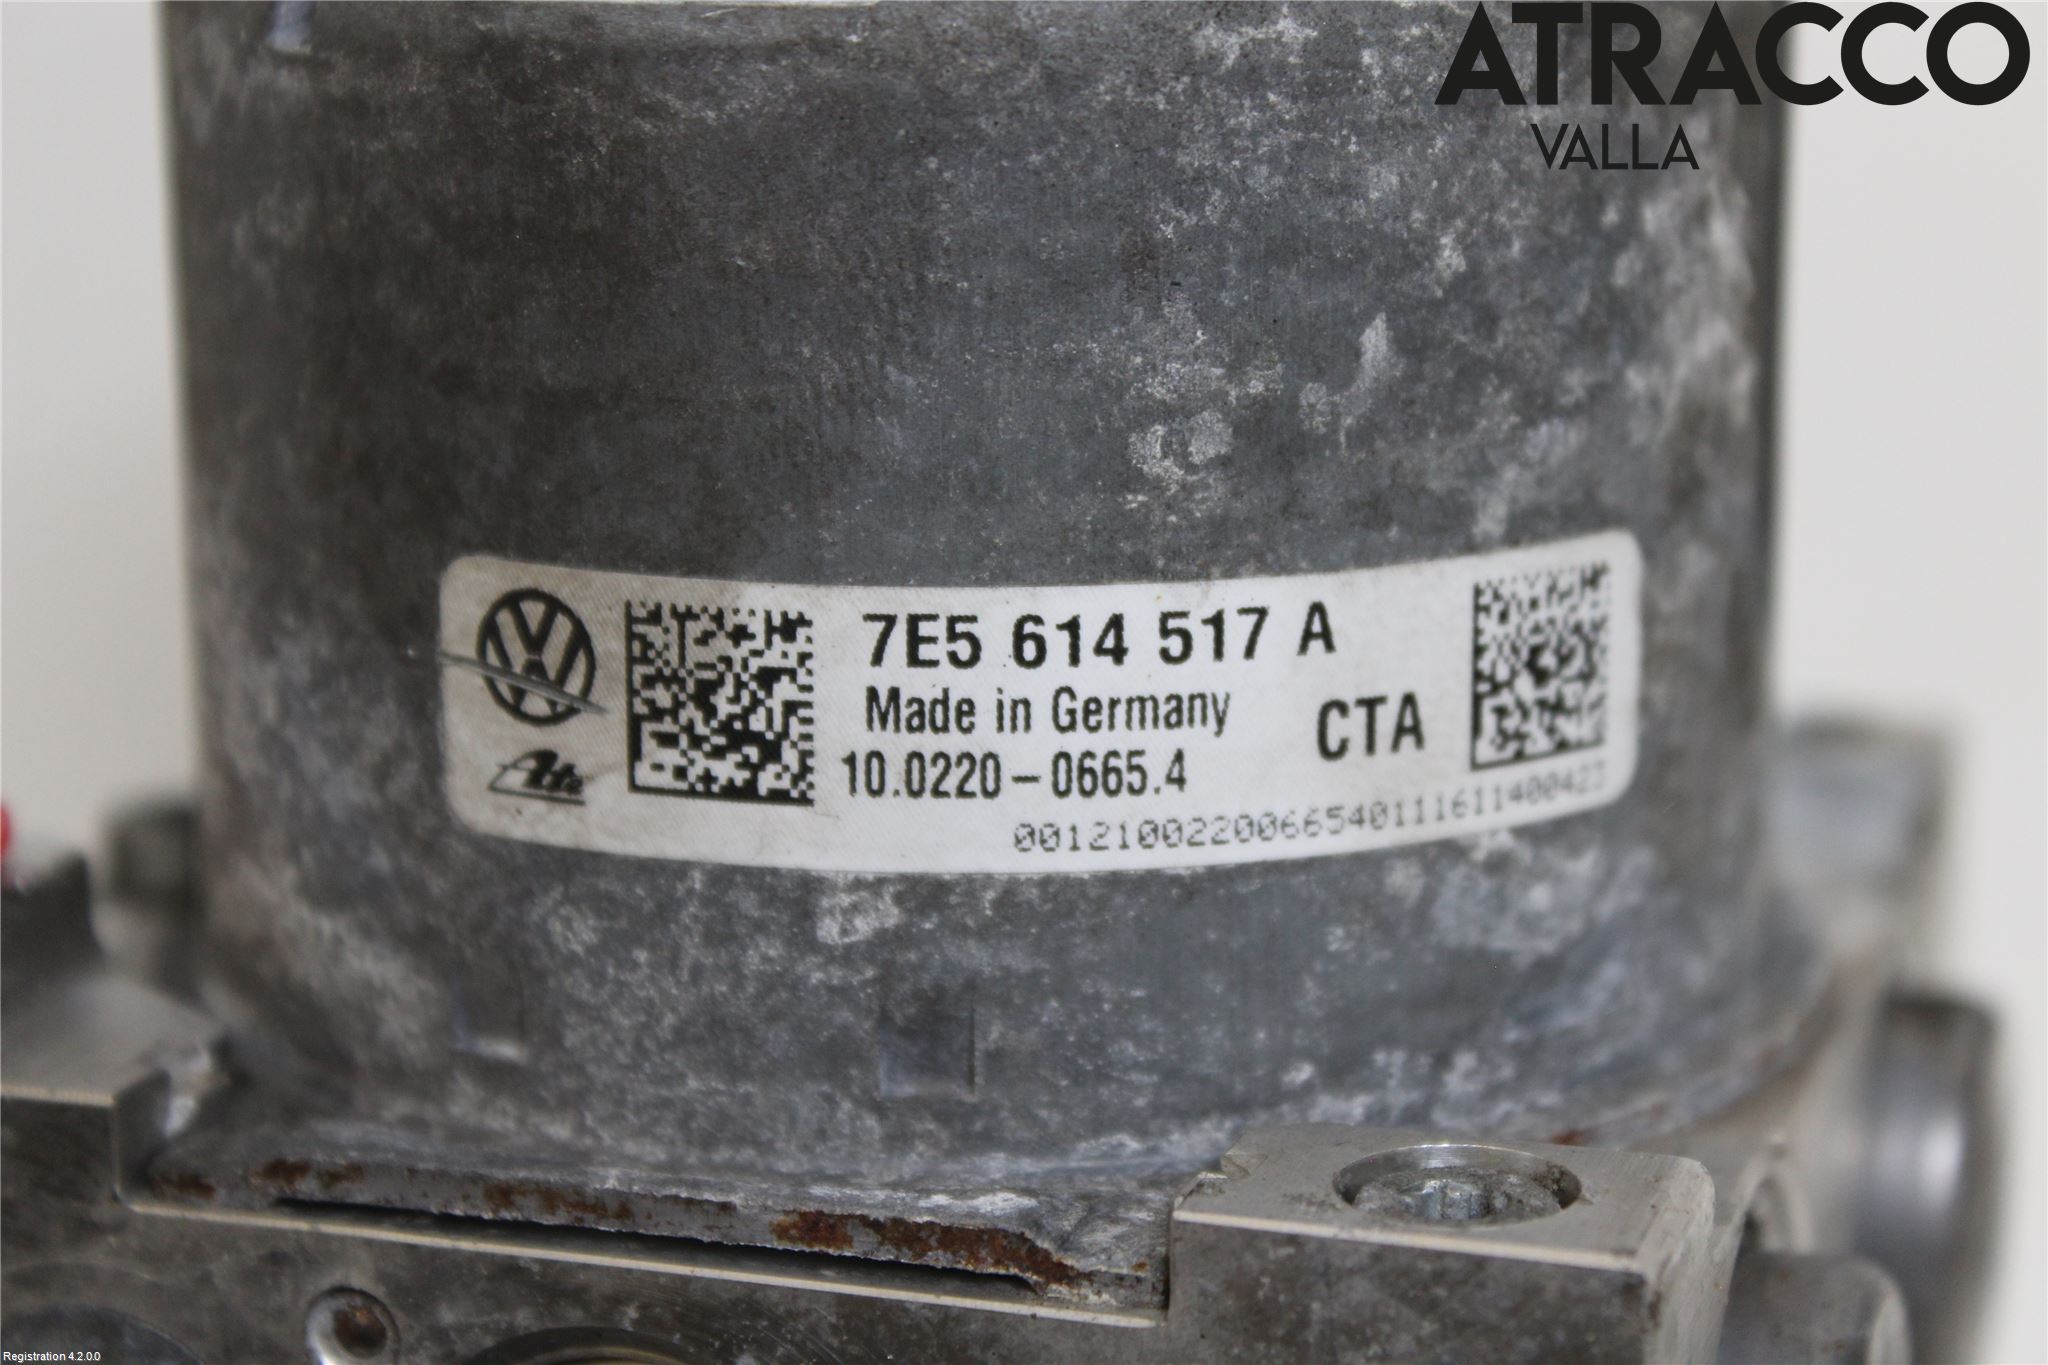 ATRACCO
VALLA
7E5 614 517 A
Made in Germany
CTA
Ate
10.0220-0665.4
0012100220066540111611400423
Registration 4.2.0.0